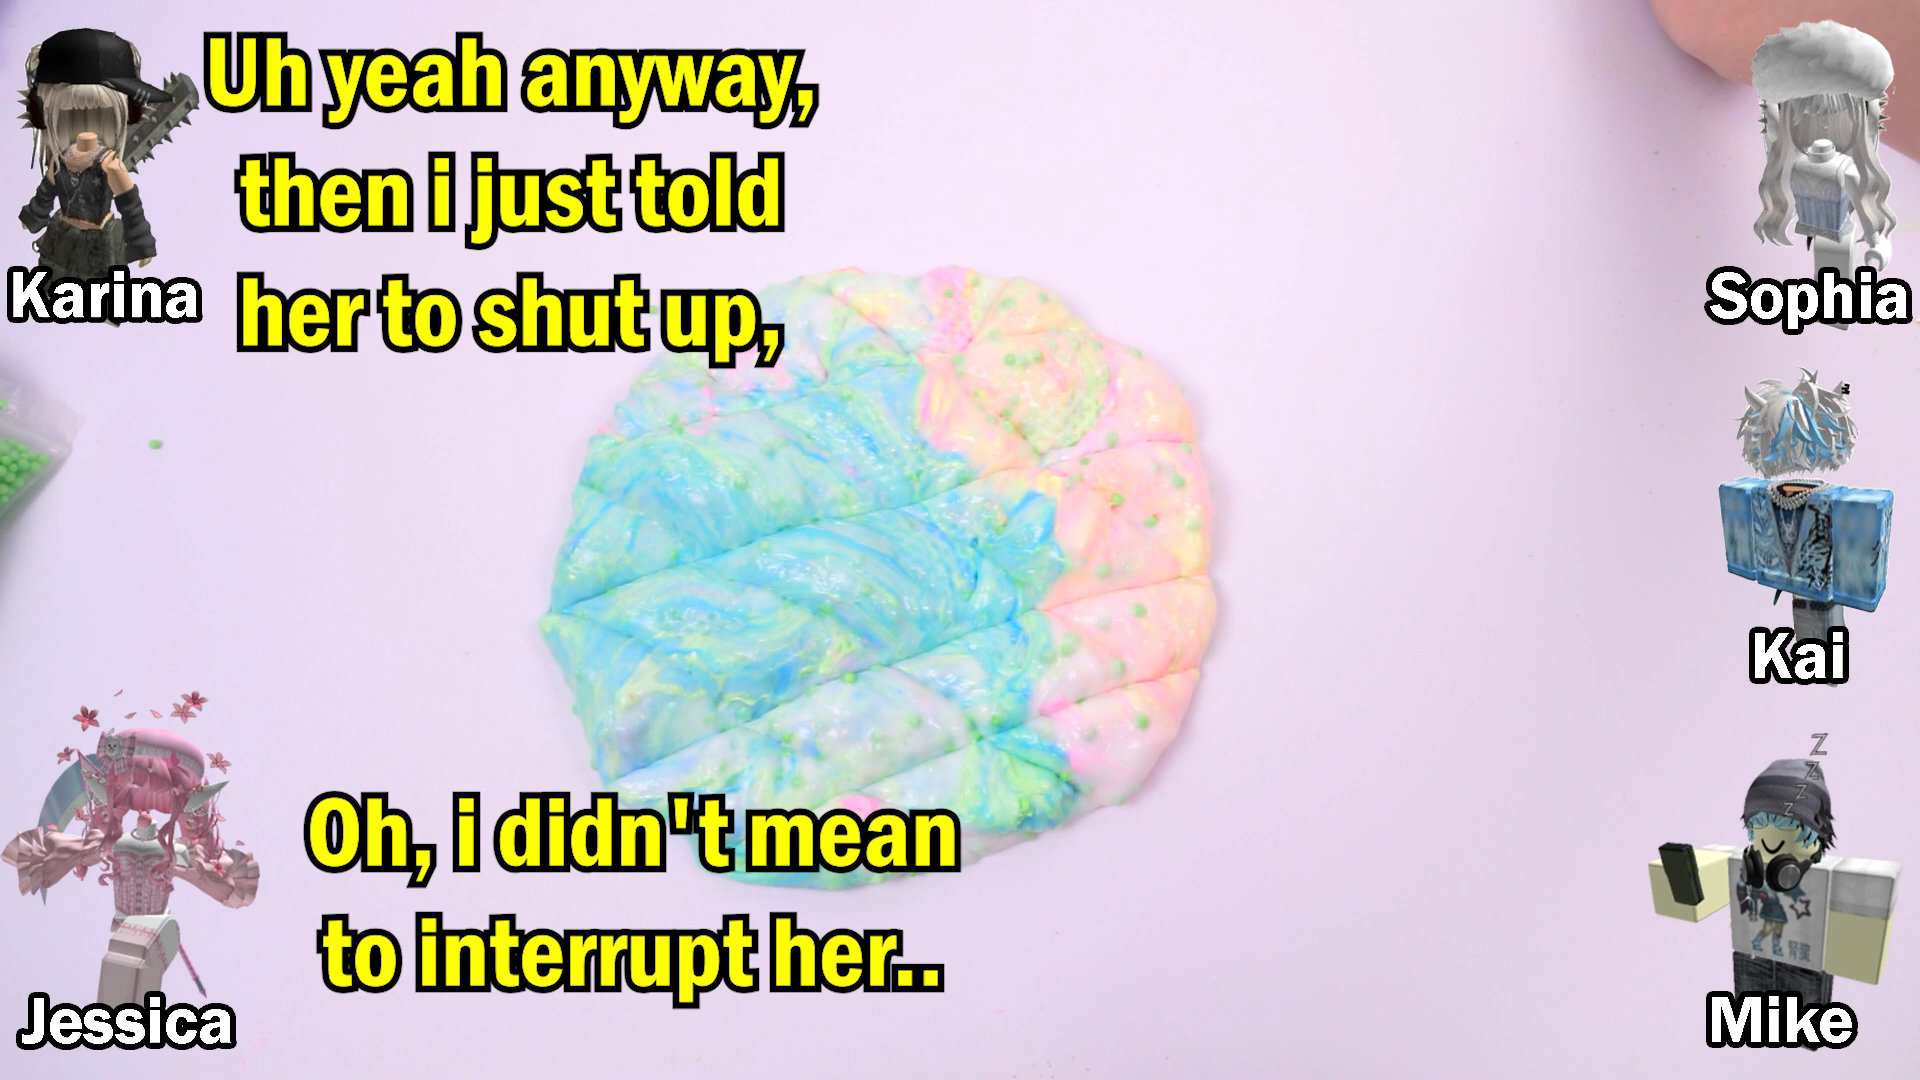 Uh yeah anyway,
then i just told
her to shut up,
Karina
Sophia
Kai
Oh, i didn't mean
to interrupt her..
Jessica
Z
Z
Z
Z
Mike